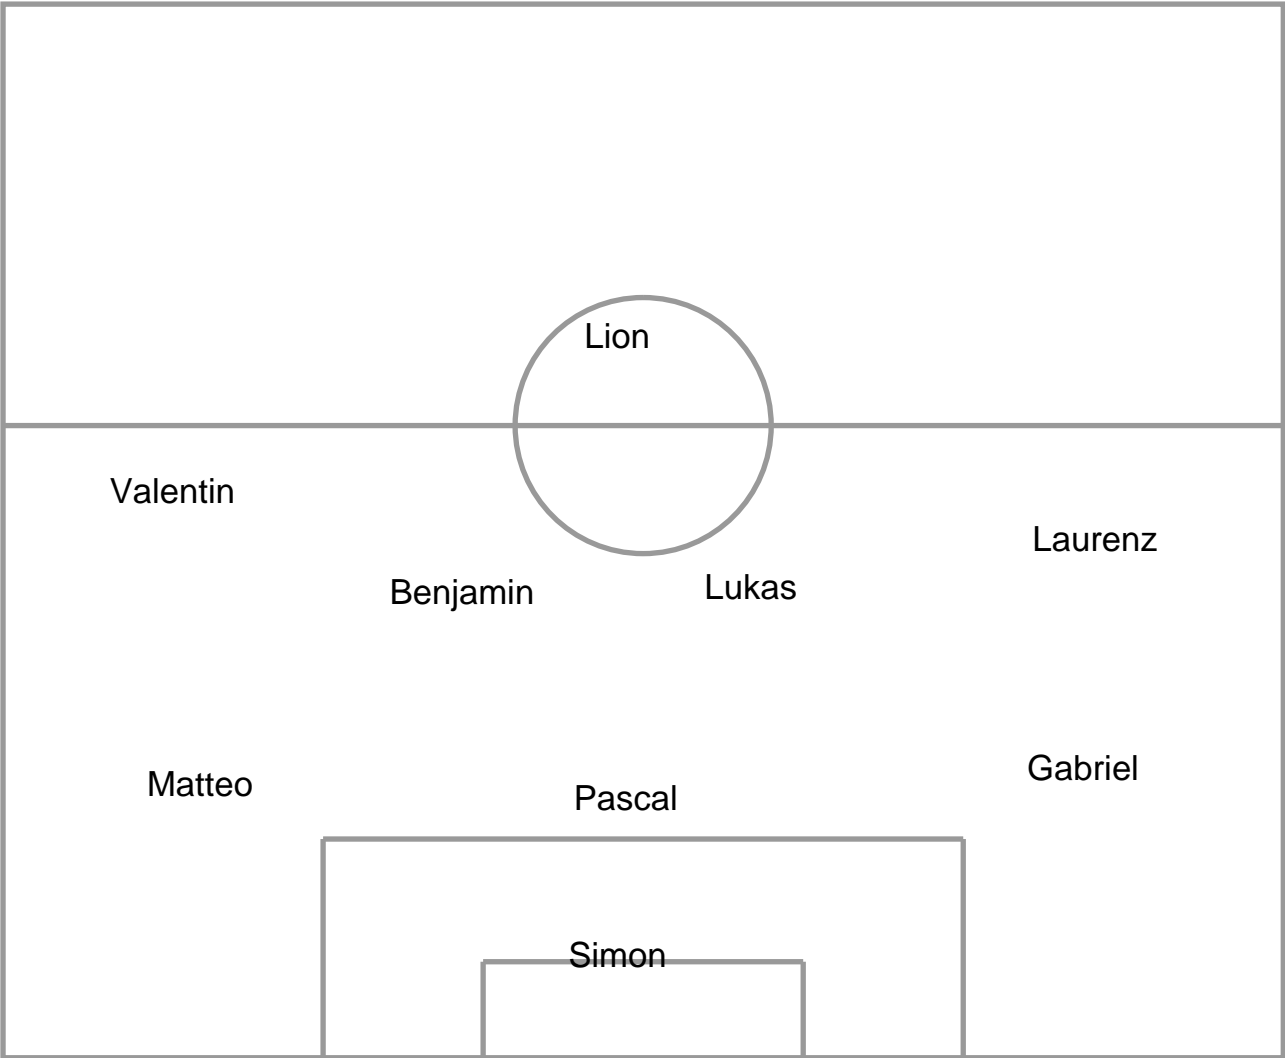 Lion
Valentin
Laurenz
Benjamin
Lukas
Matteo
Pascal
Gabriel
Simon